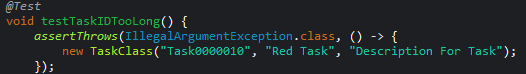 @Test
void testTaskIDTooLong() {
assertThrows(IllegalArgumentException.class, () -> {
new TaskClass("Task0000010", "Red Task", "Description For Task");
});